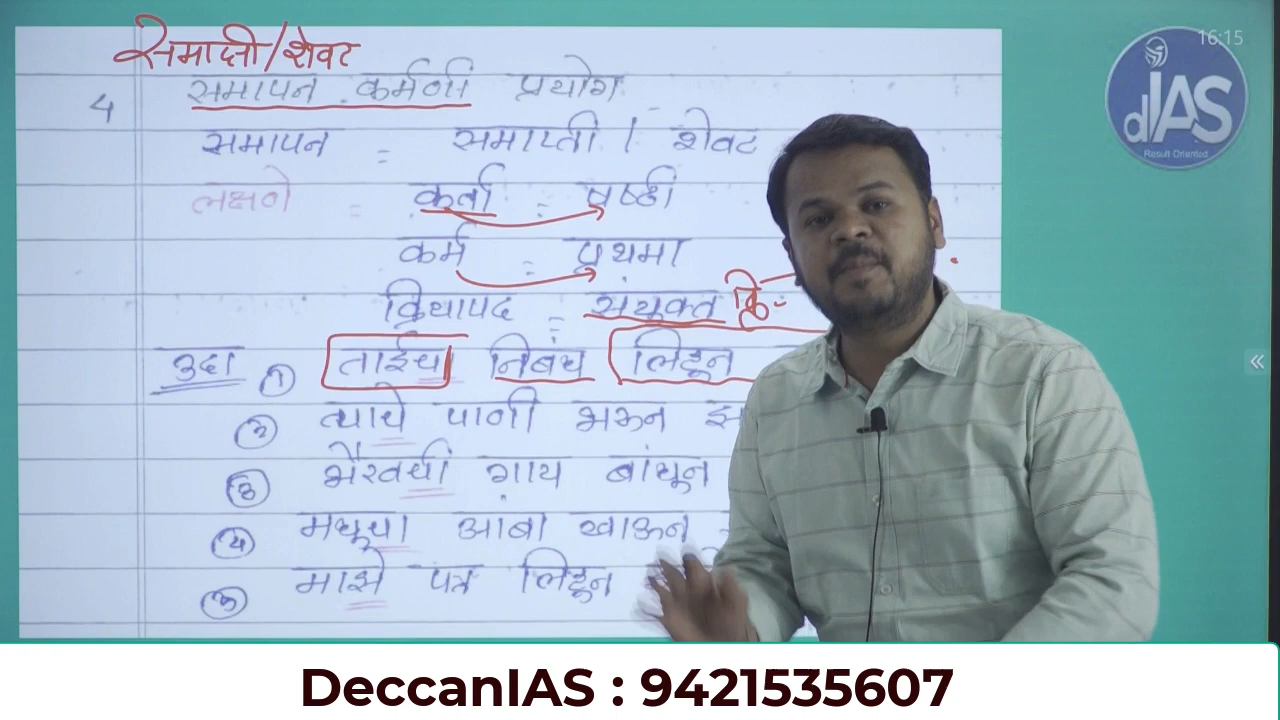 समाप्ती/शेवट
4 समापन कर्मणी प्रयोग
समापन = समाप्ती / शेवट
लक्षणे = कर्ता = षष्ठी
कर्म = प्रथमा
क्रियापद = संयुक्त क्रि-
उदा ① ताईचा निबंध लिहून
② त्याचे पाणी भरून झा
③ भैरवची गाय बांधून
④ मधूचा आंबा खाऊन
⑤ माझे पत्र लिहून
16:15
dIAS
Result Oriented
«
DeccanIAS : 9421535607